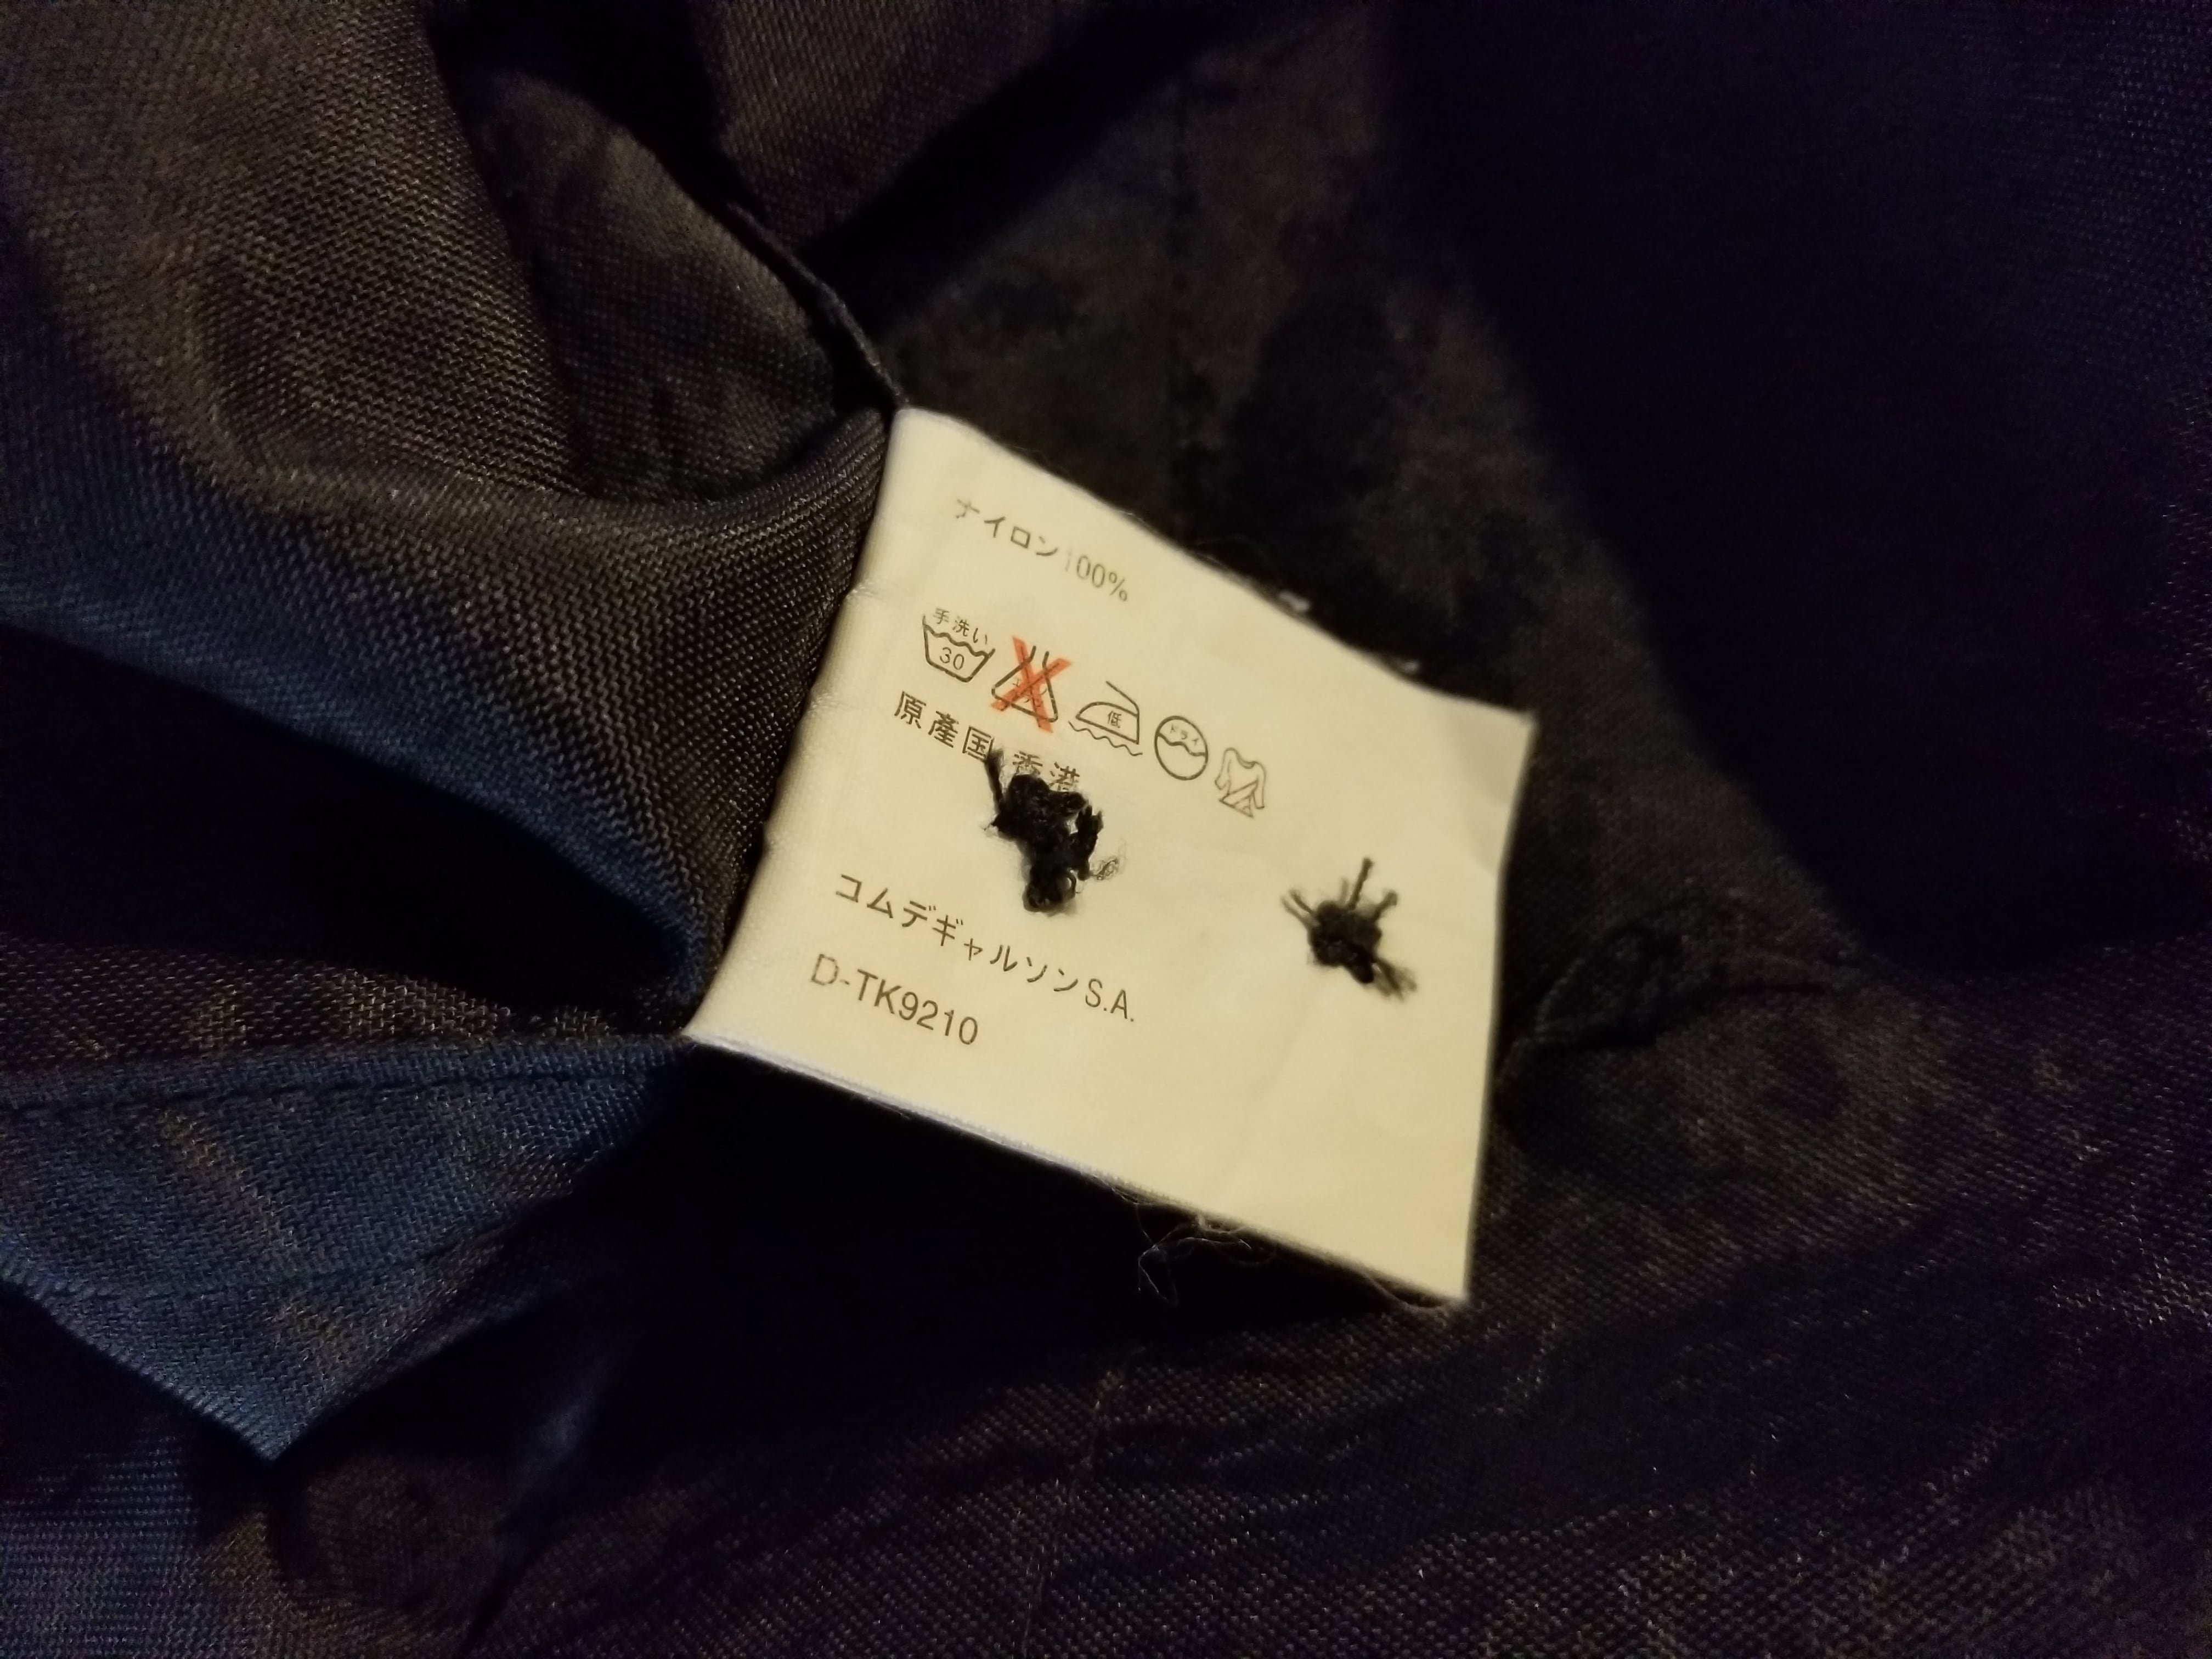 ナイロン100%
手洗い
30
低
ドライ
原產国 香港
コムデギャルソンS.A.
D-TK9210